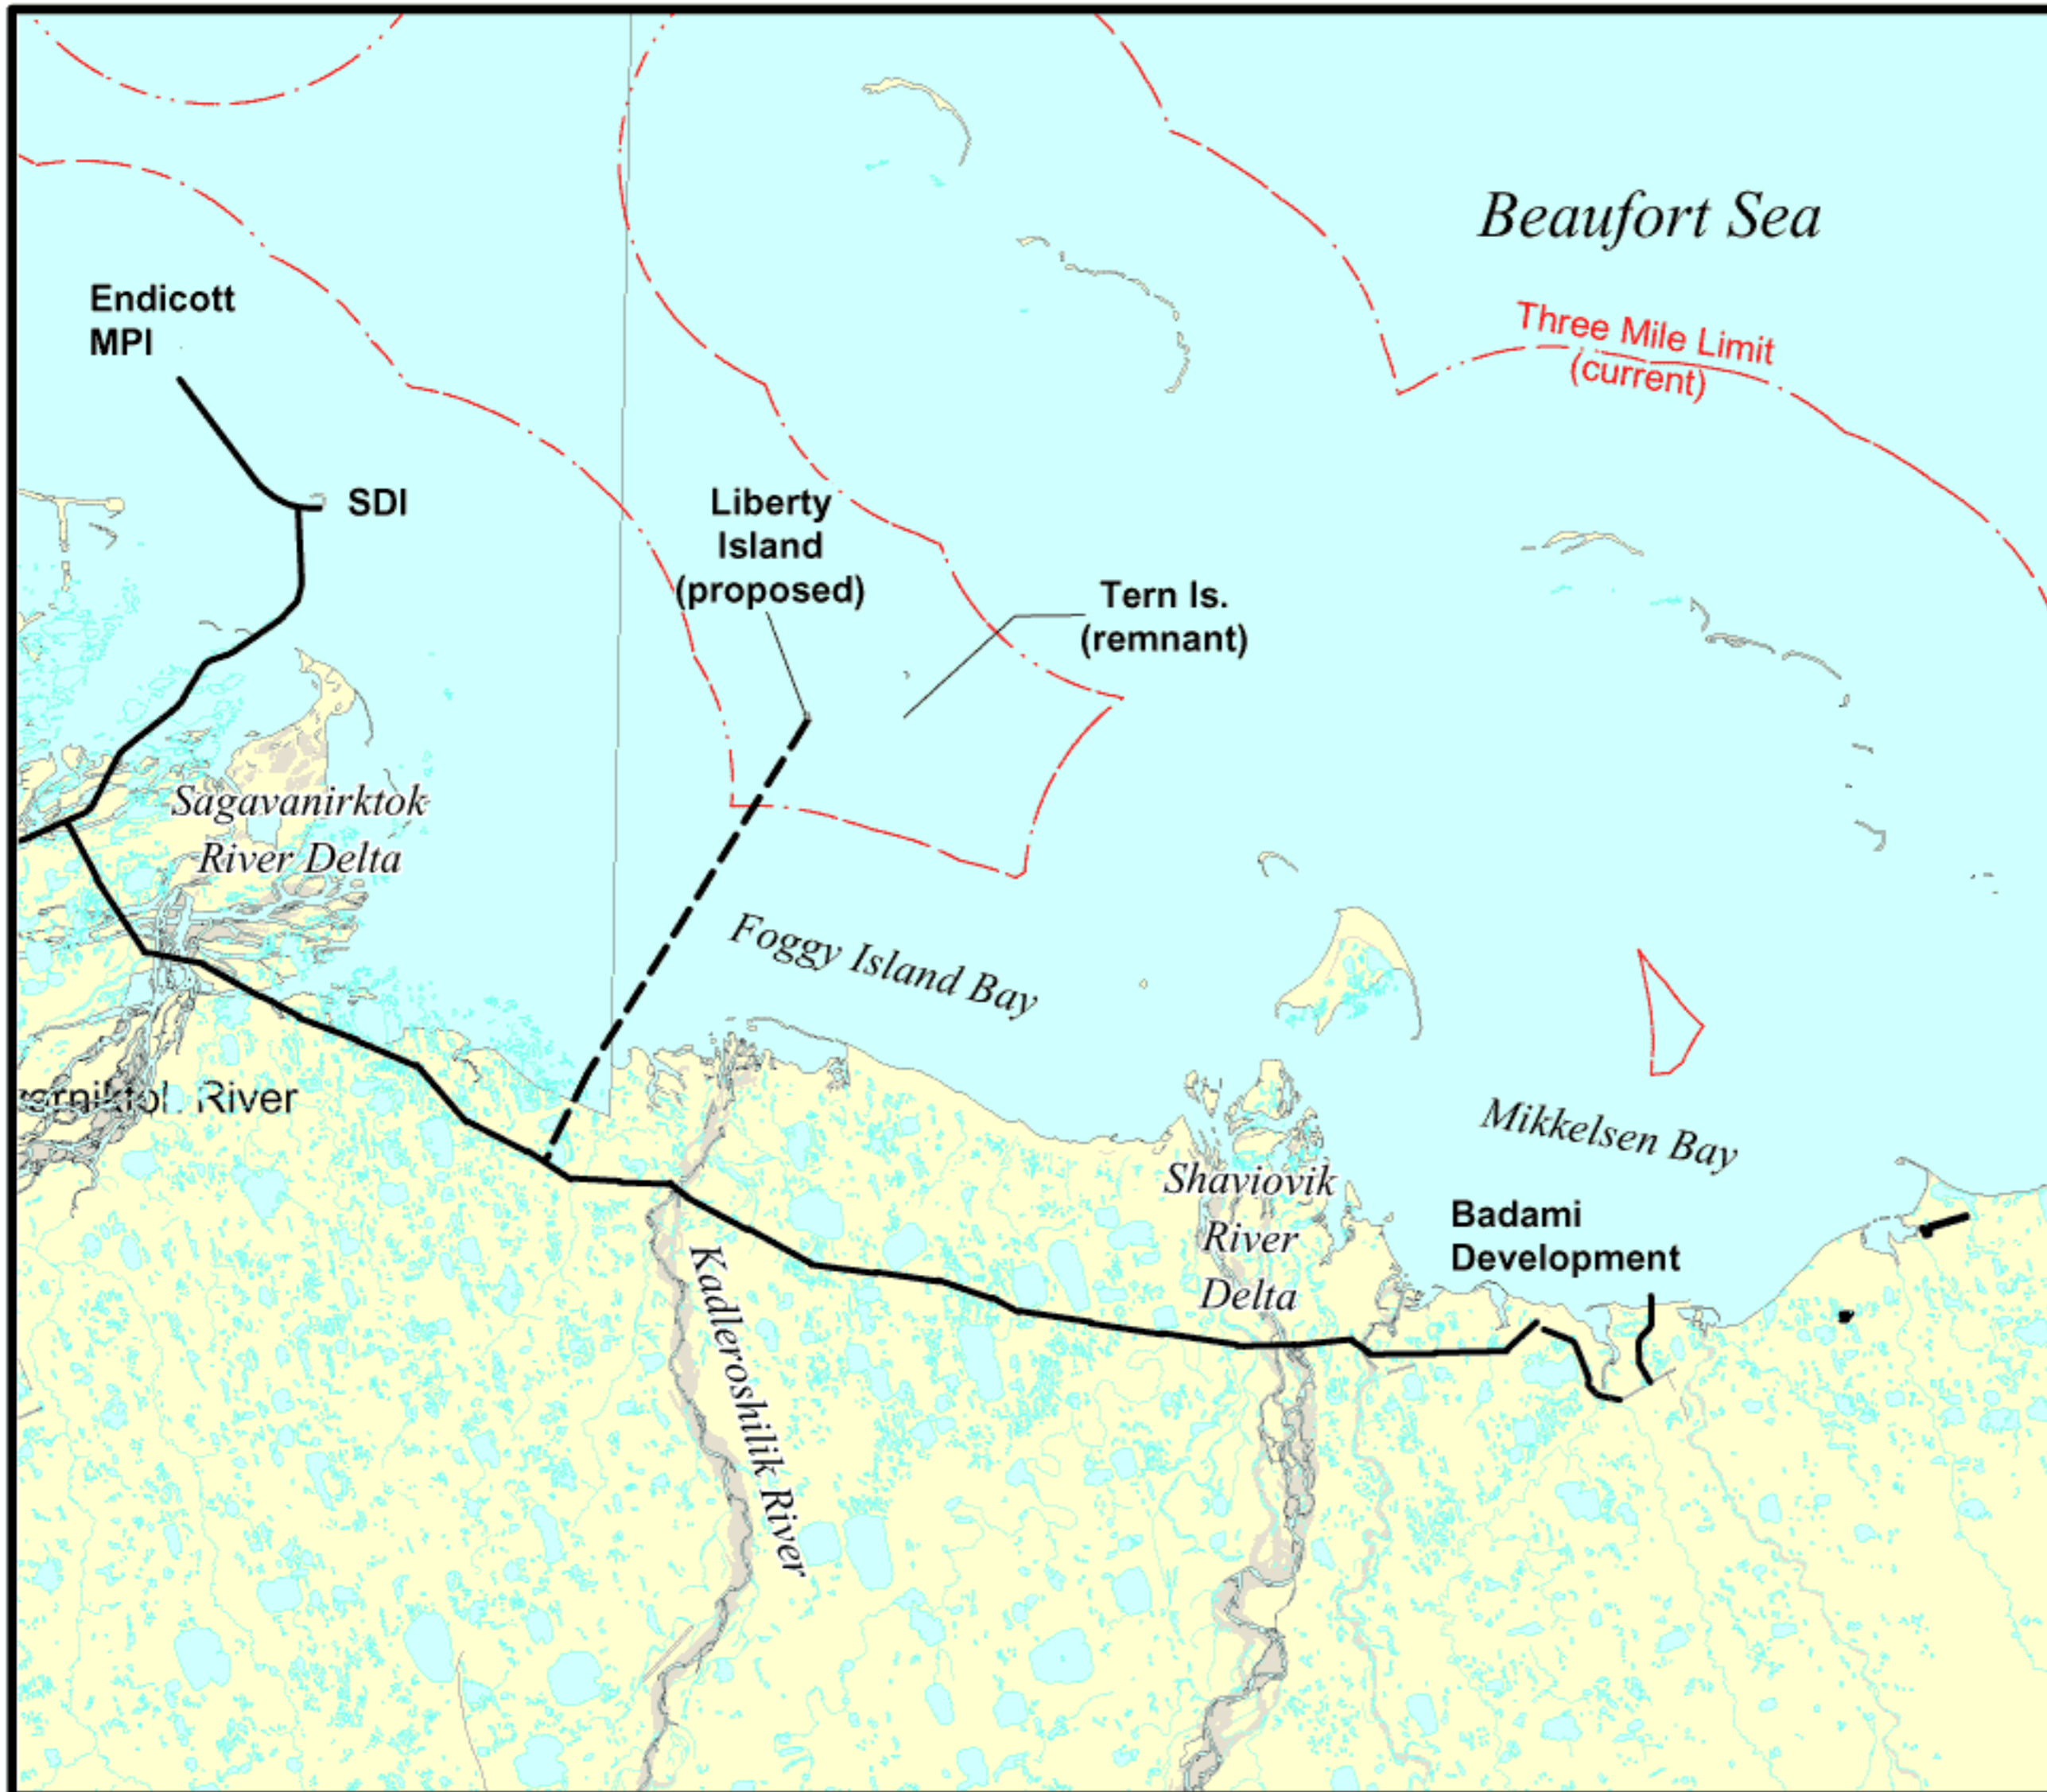 Beaufort Sea
Three Mile Limit
(current)
Endicott
MPI
SDI
Liberty
Island
(proposed)
Tern Is.
(remnant)
Sagavanirktok
River Delta
Foggy Island Bay
River
Mikkelsen Bay
Shaviovik
River
Delta
Badami
Development
Kadleroshilik River